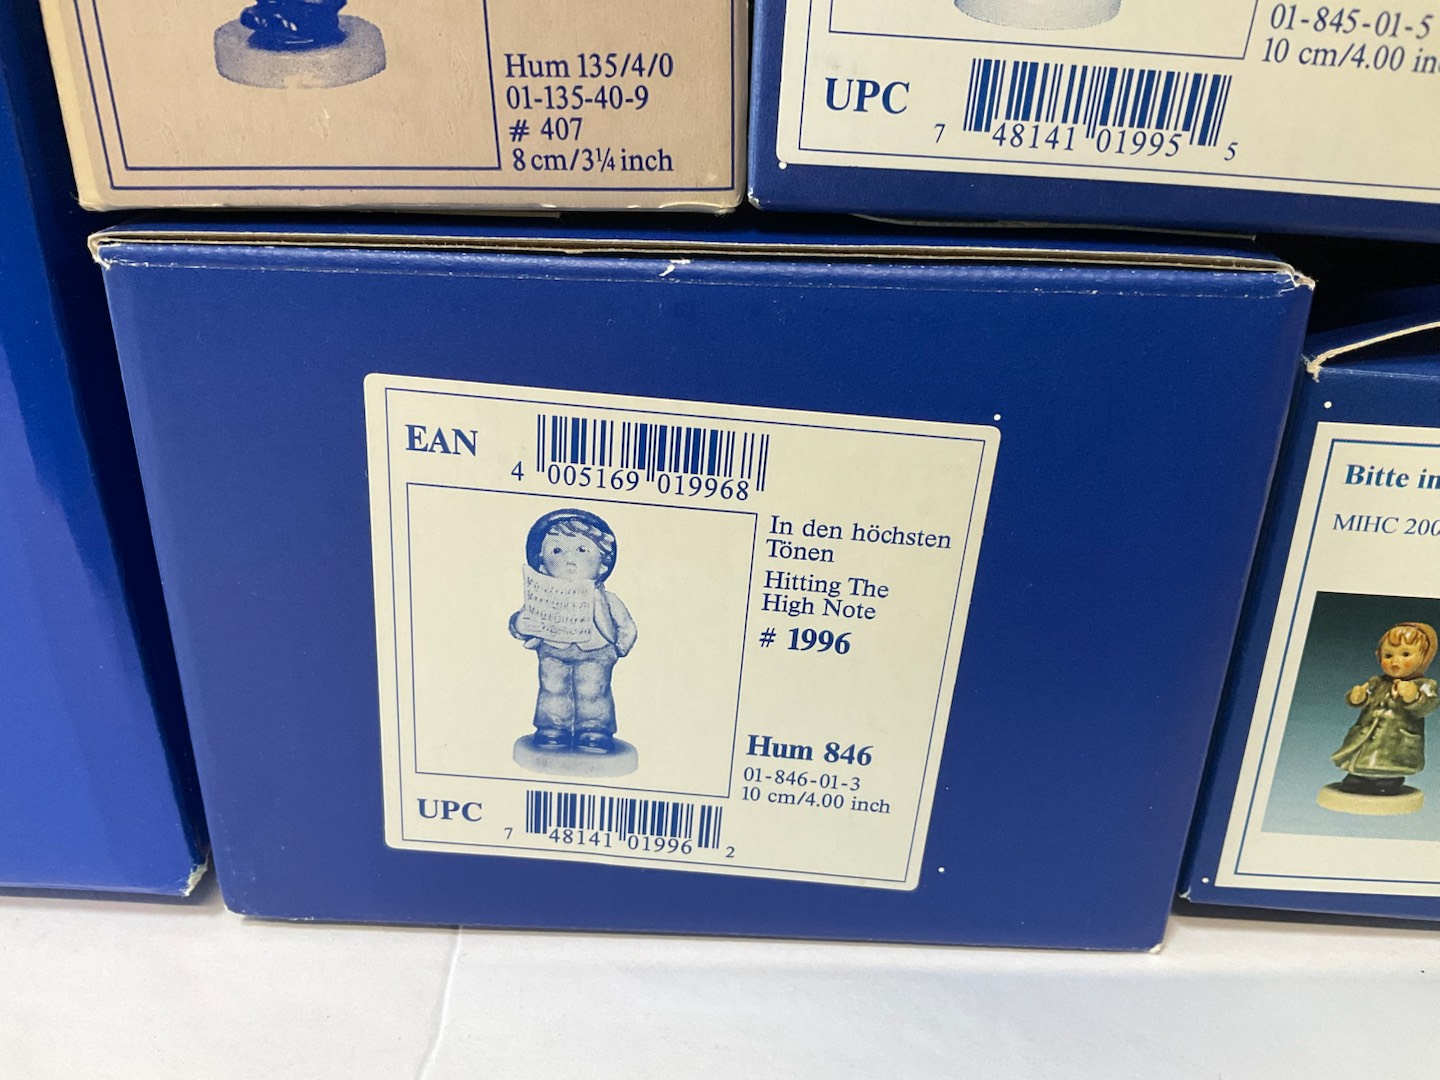 Hum 135/4/0
01-135-40-9
# 407
8 cm/3¼ inch
01-845-01-5
10 cm/4.00
UPC
7 48141 01995 5
EAN
4 005169 019968
In den höchsten
Tönen
Hitting The
High Note
# 1996
Hum 846
01-846-01-3
10 cm/4.00 inch
UPC
7 48141 01996 2
Bitte
MIHC